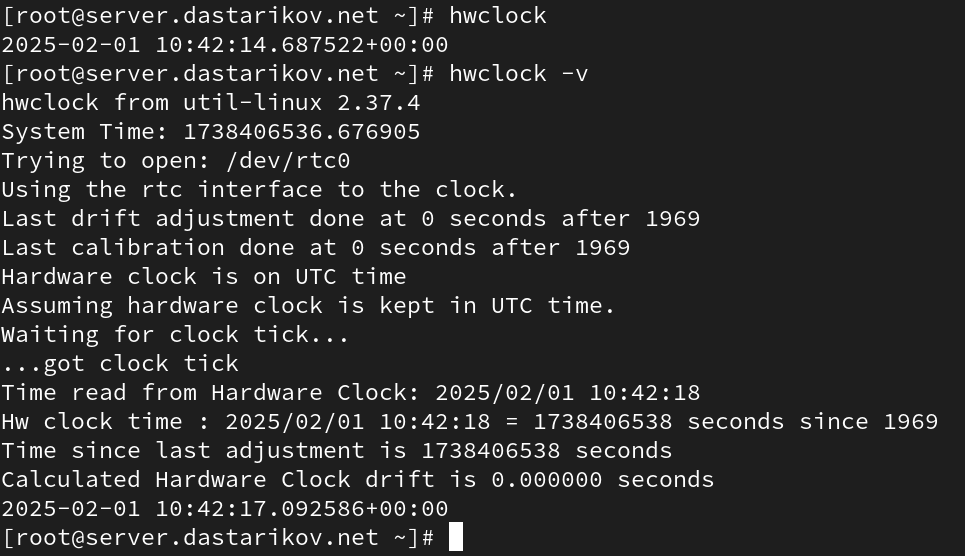 [root@server.dastarikov.net ~]# hwclock
2025-02-01 10:42:14.687522+00:00
[root@server.dastarikov.net ~]# hwclock -v
hwclock from util-linux 2.37.4
System Time: 1738406536.676905
Trying to open: /dev/rtc0
Using the rtc interface to the clock.
Last drift adjustment done at 0 seconds after 1969
Last calibration done at 0 seconds after 1969
Hardware clock is on UTC time
Assuming hardware clock is kept in UTC time.
Waiting for clock tick...
...got clock tick
Time read from Hardware Clock: 2025/02/01 10:42:18
Hw clock time : 2025/02/01 10:42:18 = 1738406538 seconds since 1969
Time since last adjustment is 1738406538 seconds
Calculated Hardware Clock drift is 0.000000 seconds
2025-02-01 10:42:17.092586+00:00
[root@server.dastarikov.net ~]#